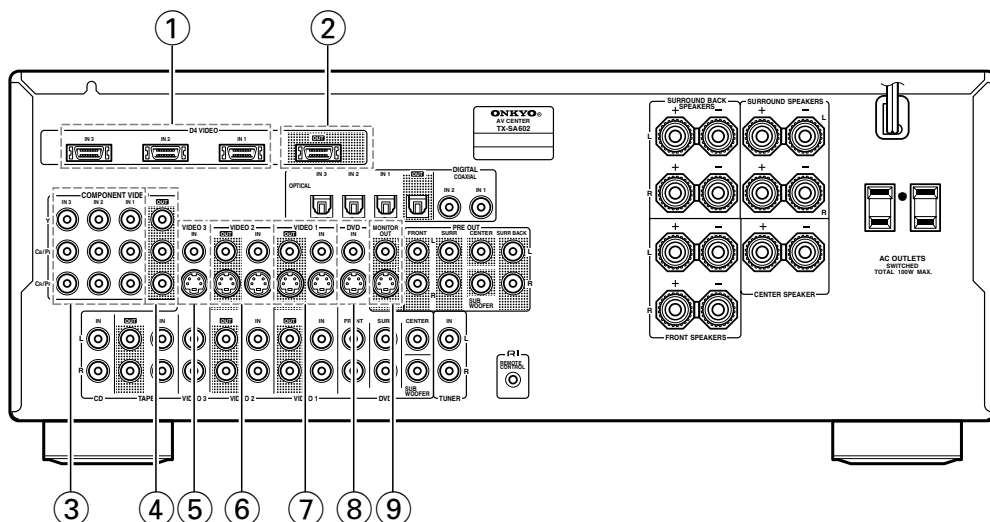 1 2
ONKYO®
AV CENTER
TX-SA602
D4 VIDEO
IN 3 IN 2 IN 1 OUT
SURROUND BACK SPEAKERS
SURROUND SPEAKERS
+ − + −
L L
+ − + −
R R
+ − + −
L
CENTER SPEAKER
+ −
R
FRONT SPEAKERS
AC OUTLETS
SWITCHED
TOTAL 100W MAX.
DIGITAL
OPTICAL IN 3 IN 2 IN 1 OUT
COAXIAL
IN 2 IN 1
COMPONENT VIDE
IN 3 IN 2 IN 1 OUT
Y
CB/P
CR/P
VIDEO 3 VIDEO 2 VIDEO 1 DVD MONITOR OUT
IN OUT IN OUT IN IN
PRE OUT
FRONT SURR CENTER SURR BACK
L L
R R
SUB WOOFER
IN OUT IN OUT IN OUT IN FRONT SURR CENTER IN
L L
R R
SUB WOOFER
CD TAPE VIDEO 3 VIDEO 2 VIDEO 1 DVD TUNER
RI
REMOTE CONTROL
3 4 5 6 7 8 9